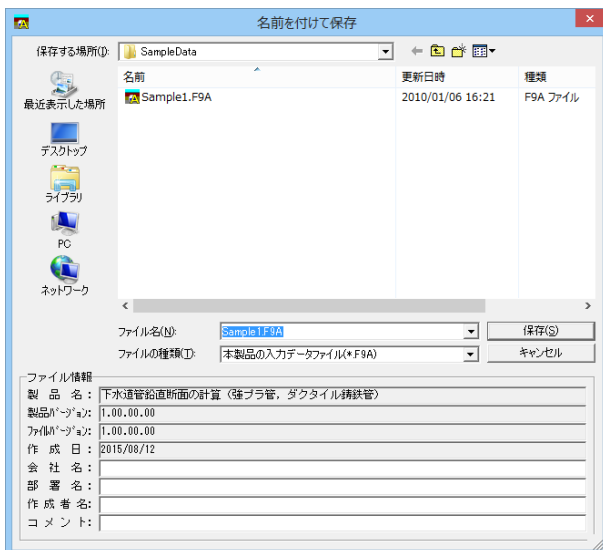 名前を付けて保存
保存する場所(I):
SampleData
名前
更新日時
種類
Sample1.F9A
2010/01/06 16:21
F9A ファイル
最近表示した場所
デスクトップ
ライブラリ
PC
ネットワーク
ファイル名(N):
Sample1.F9A
保存(S)
ファイルの種類(T):
本製品の入力データファイル(*.F9A)
キャンセル
ファイル情報
製品名: 下水道管鉛直断面の計算（強プラ管，ダクタイル鋳鉄管）
製品ﾊﾞｰｼﾞｮﾝ: 1.00.00.00
ﾌｧｲﾙﾊﾞｰｼﾞｮﾝ: 1.00.00.00
作成日: 2015/08/12
会社名:
部署名:
作成者名:
コメント: